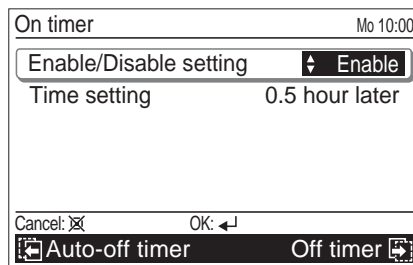 On timer Mo 10:00
Enable/Disable setting Enable
Time setting 0.5 hour later
Cancel: OK:
Auto-off timer Off timer